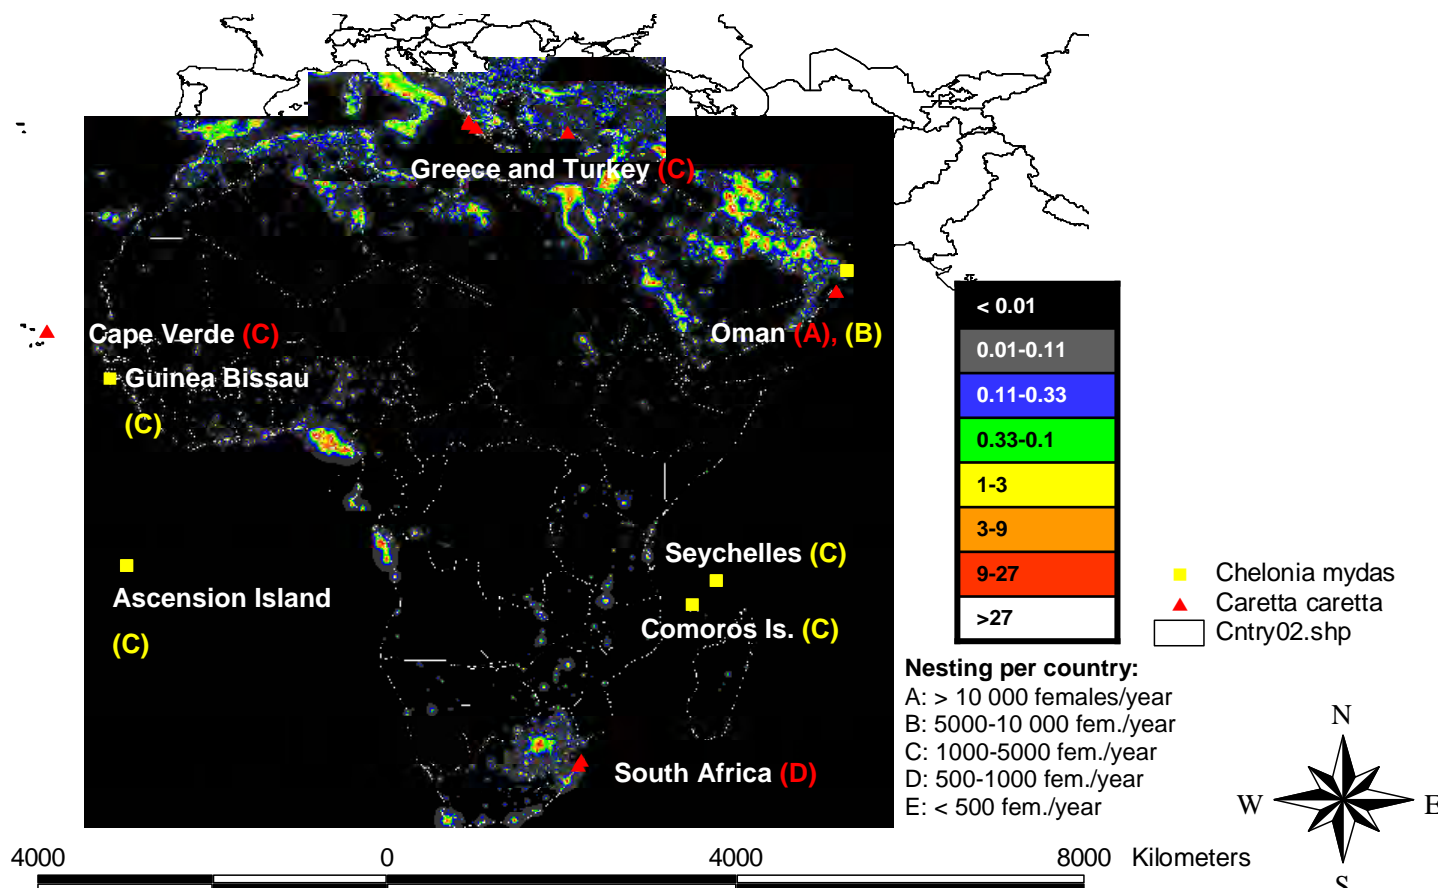 Greece and Turkey (C)
Cape Verde (C)
Oman (A), (B)
Guinea Bissau
(C)
Seychelles (C)
Ascension Island
(C)
Comoros Is. (C)
South Africa (D)
< 0.01
0.01-0.11
0.11-0.33
0.33-0.1
1-3
3-9
9-27
>27
Chelonia mydas
Caretta caretta
Cntry02.shp
Nesting per country:
A: > 10 000 females/year
B: 5000-10 000 fem./year
C: 1000-5000 fem./year
D: 500-1000 fem./year
E: < 500 fem./year
N
W E
S
4000 0 4000 8000 Kilometers